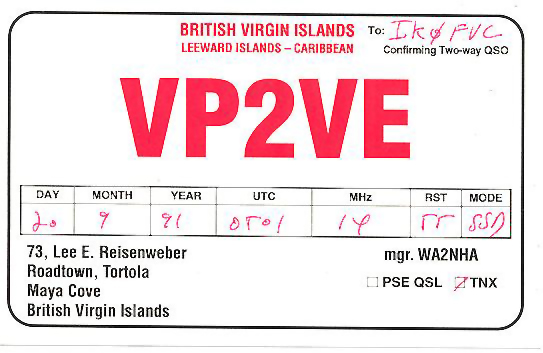 BRITISH VIRGIN ISLANDS
LEEWARD ISLANDS – CARIBBEAN
To: IKØFVC
Confirming Two-way QSO
VP2VE
DAY MONTH YEAR UTC MHz RST MODE
20 9 91 0501 14 55 SSB
73, Lee E. Reisenweber
Roadtown, Tortola
Maya Cove
British Virgin Islands
mgr. WA2NHA
PSE QSL TNX